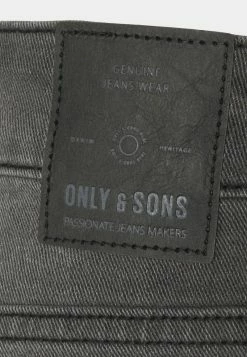 GENUINE
JEANS WEAR
DENIM HERITAGE
ONLY & SONS
PASSIONATE JEANS MAKERS